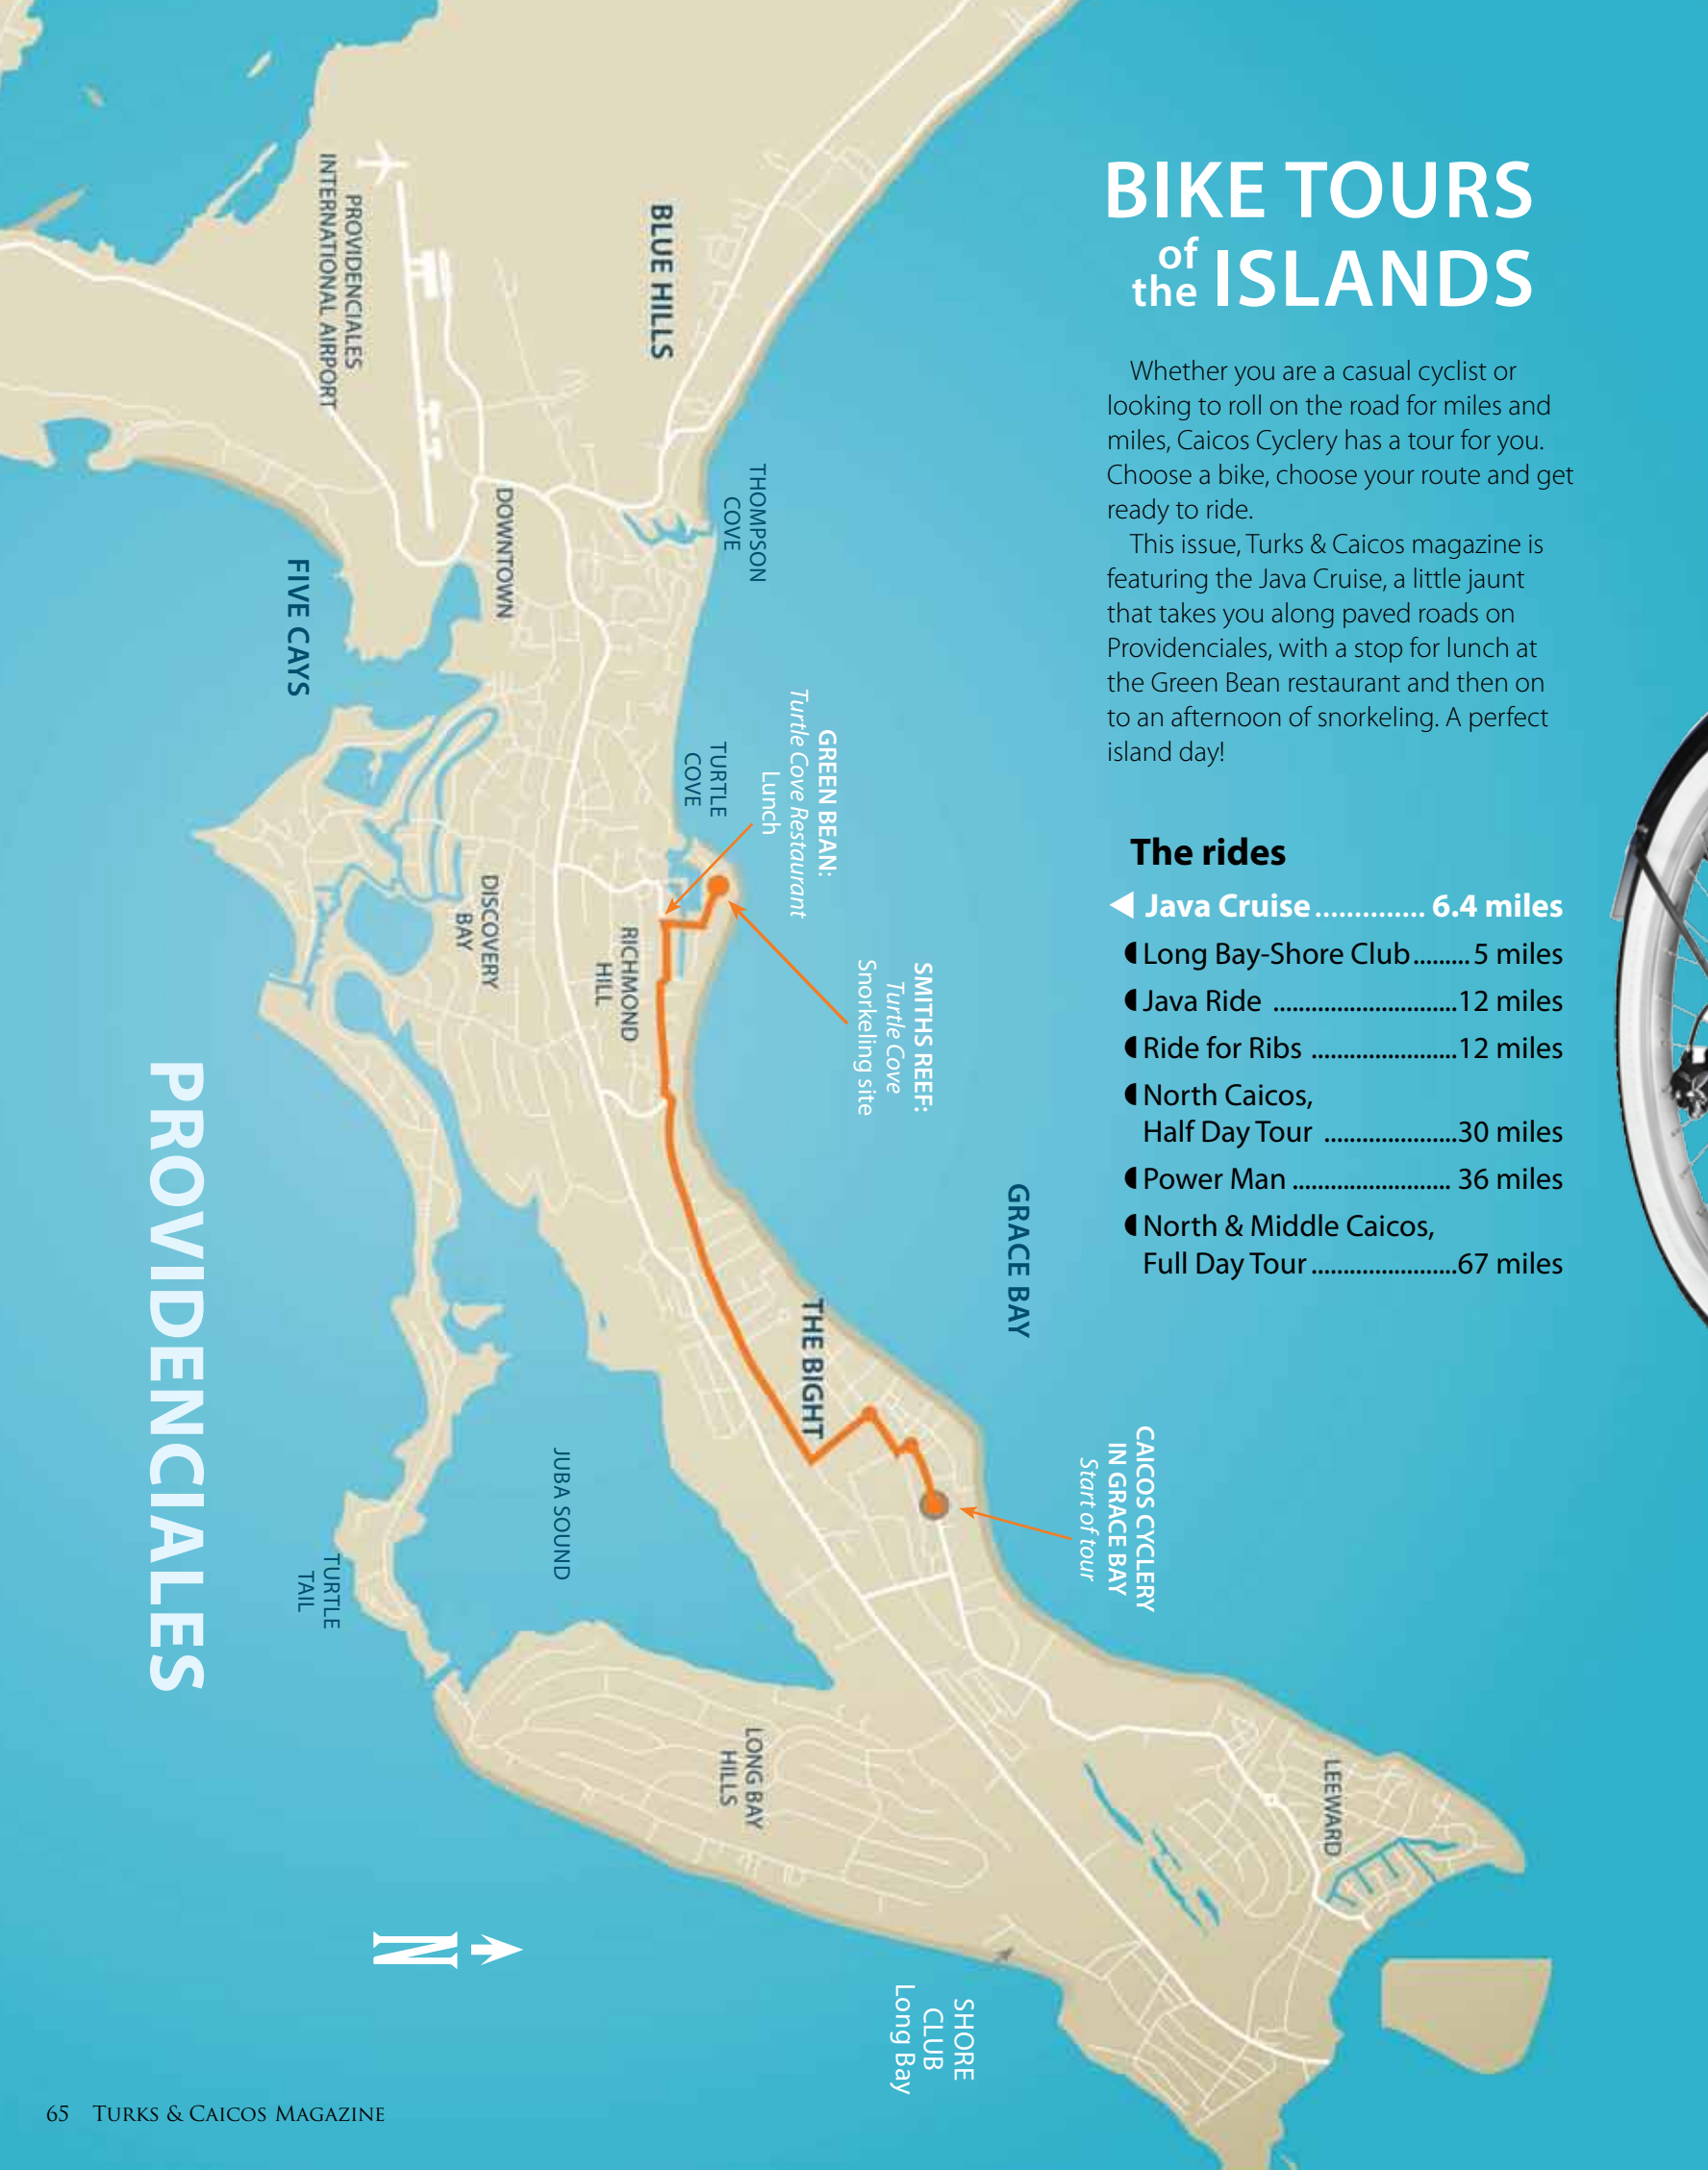 BIKE TOURS
of
the ISLANDS
Whether you are a casual cyclist or
looking to roll on the road for miles and
miles, Caicos Cyclery has a tour for you.
Choose a bike, choose your route and get
ready to ride.
This issue, Turks & Caicos magazine is
featuring the Java Cruise, a little jaunt
that takes you along paved roads on
Providenciales, with a stop for lunch at
the Green Bean restaurant and then on
to an afternoon of snorkeling. A perfect
island day!
The rides
Java Cruise.............. 6.4 miles
Long Bay-Shore Club.........5 miles
Java Ride .............................12 miles
Ride for Ribs .......................12 miles
North Caicos,
Half Day Tour .....................30 miles
Power Man ......................... 36 miles
North & Middle Caicos,
Full Day Tour.......................67 miles
PROVIDENCIALES
INTERNATIONAL AIRPORT
BLUE HILLS
THOMPSON
COVE
DOWNTOWN
FIVE CAYS
GREEN BEAN:
Turtle Cove Restaurant
Lunch
TURTLE
COVE
SMITHS REEF:
Turtle Cove
Snorkeling site
RICHMOND
HILL
DISCOVERY
BAY
GRACE BAY
THE BIGHT
CAICOS CYCLERY
IN GRACE BAY
Start of tour
JUBA SOUND
TURTLE
TAIL
PROVIDENCIALES
LONG BAY
HILLS
LEEWARD
SHORE
CLUB
Long Bay
N
65 Turks & Caicos Magazine